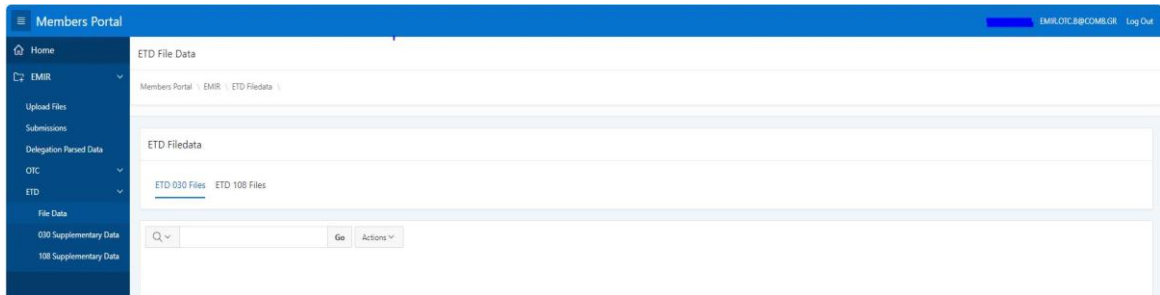 Members Portal
EMIR.OTC.B@COMB.GR Log Out
Home
EMIR
Upload Files
Submissions
Delegation Parsed Data
OTC
ETD
File Data
030 Supplementary Data
108 Supplementary Data
ETD File Data
Members Portal \ EMIR \ ETD Filedata \
ETD Filedata
ETD 030 Files ETD 108 Files
Go Actions